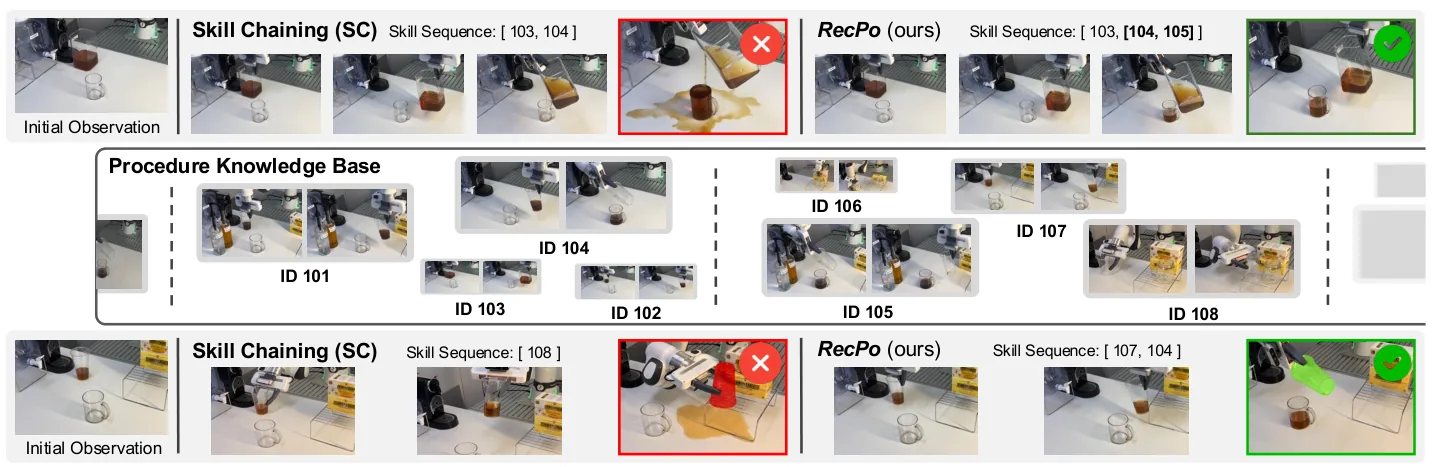 Skill Chaining (SC) Skill Sequence: [ 103, 104 ]
RecPo (ours) Skill Sequence: [ 103, [104, 105] ]
Initial Observation
Procedure Knowledge Base
ID 101
ID 104
ID 103
ID 102
ID 106
ID 107
ID 105
ID 108
Skill Chaining (SC) Skill Sequence: [ 108 ]
RecPo (ours) Skill Sequence: [ 107, 104 ]
Initial Observation